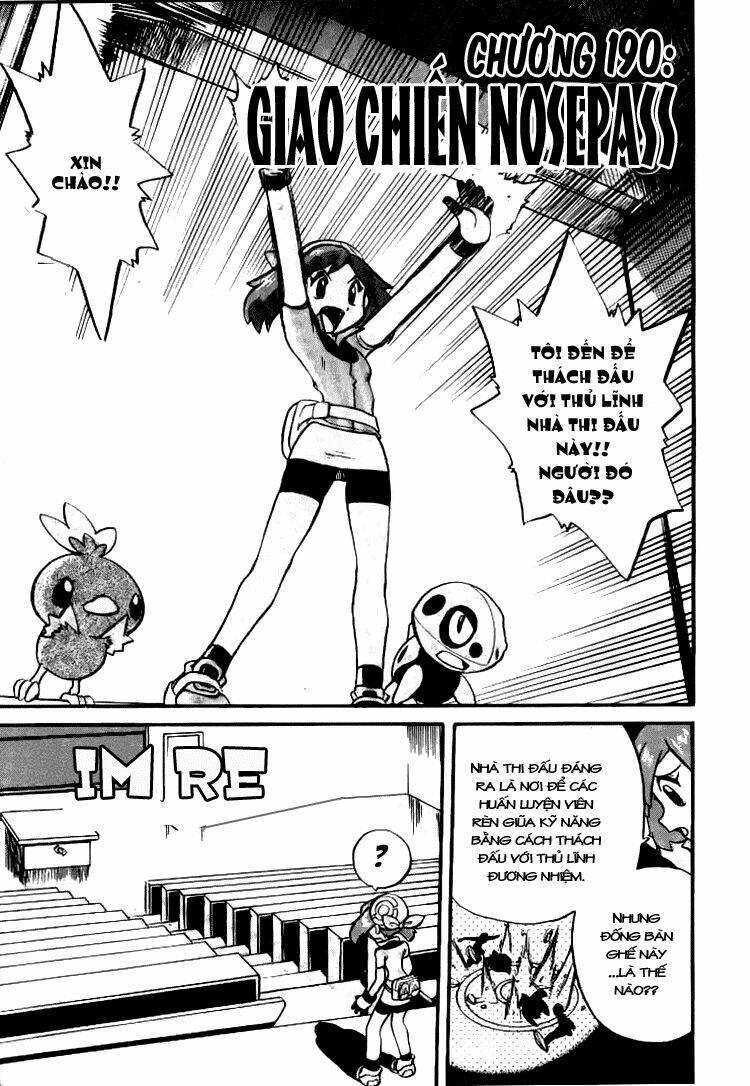 CHƯƠNG 190:
GIAO CHIẾN NOSEPASS
XIN
CHÀO!!
TÔI ĐẾN ĐỂ
THÁCH ĐẤU
VỚI THỦ LĨNH
NHÀ THI ĐẤU
NÀY!!
NGƯỜI ĐÓ
ĐÂU??
IM RE
?
NHÀ THI ĐẤU ĐÁNG
RA LÀ NƠI ĐỂ CÁC
HUẤN LUYỆN VIÊN
RÈN GIŨA KỸ NĂNG
BẰNG CÁCH THÁCH
ĐẤU VỚI THỦ LĨNH
ĐƯƠNG NHIỆM.
NHƯNG
ĐỐNG BÀN
GHẾ NÀY
...LÀ THẾ
NÀO??